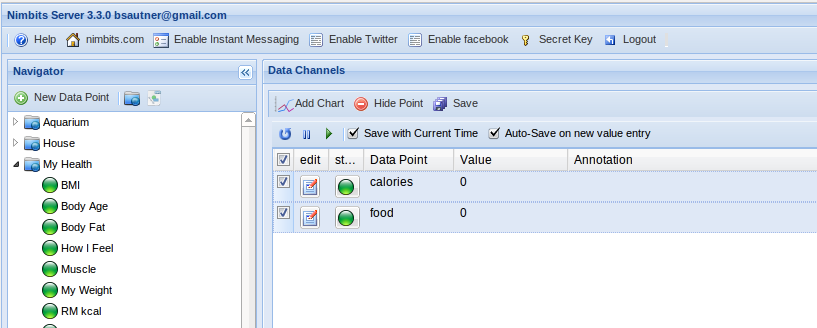 Nimbits Server 3.3.0 bsautner@gmail.com
Help nimbits.com Enable Instant Messaging Enable Twitter Enable facebook Secret Key Logout
Navigator
New Data Point
Aquarium
House
My Health
BMI
Body Age
Body Fat
How I Feel
Muscle
My Weight
RM kcal
Data Channels
Add Chart Hide Point Save
Save with Current Time Auto-Save on new value entry
edit st... Data Point Value Annotation
calories 0
food 0